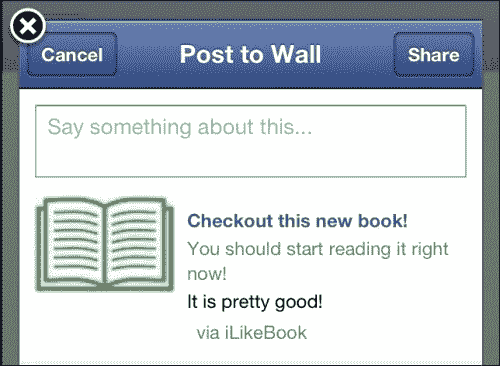 Cancel
Post to Wall
Share
Say something about this...
Checkout this new book!
You should start reading it right
now!
It is pretty good!
via iLikeBook